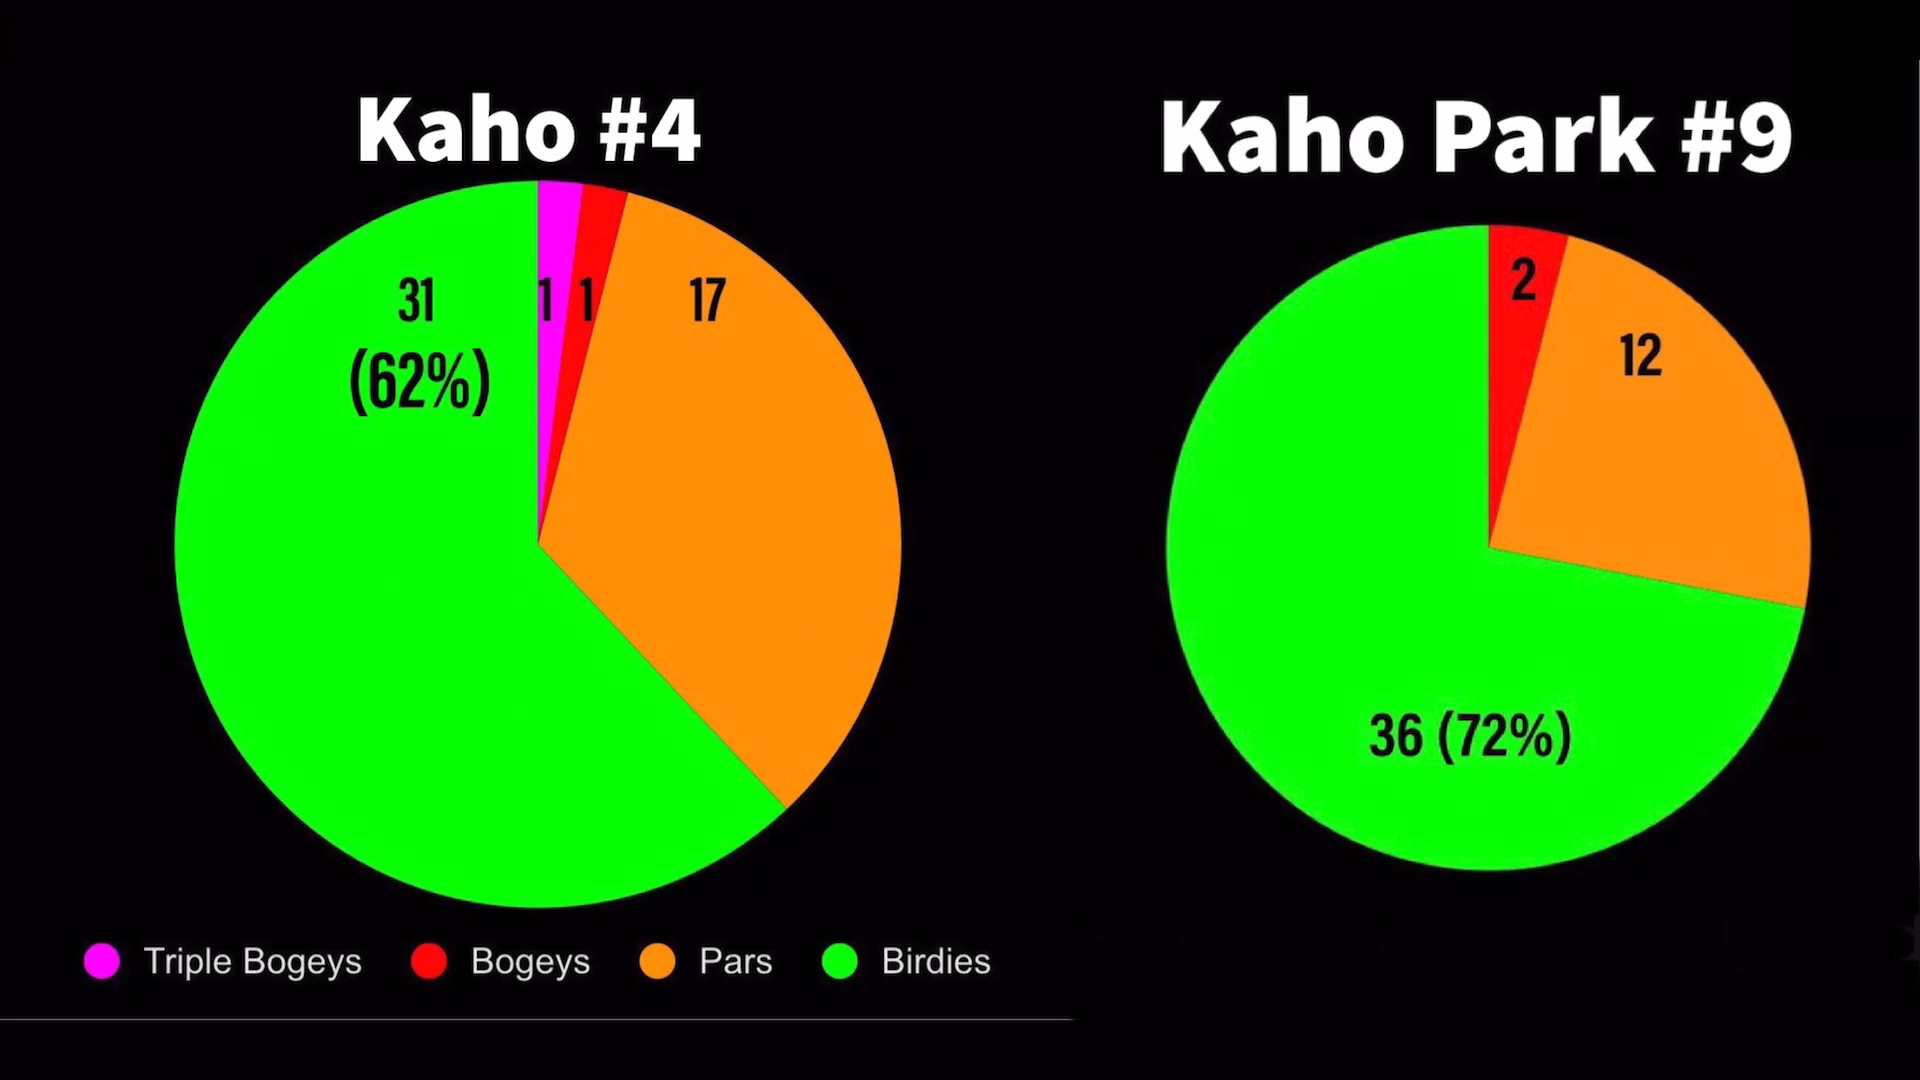 Kaho #4
31
(62%)
1
1
17
Triple Bogeys
Bogeys
Pars
Birdies
Kaho Park #9
2
12
36 (72%)